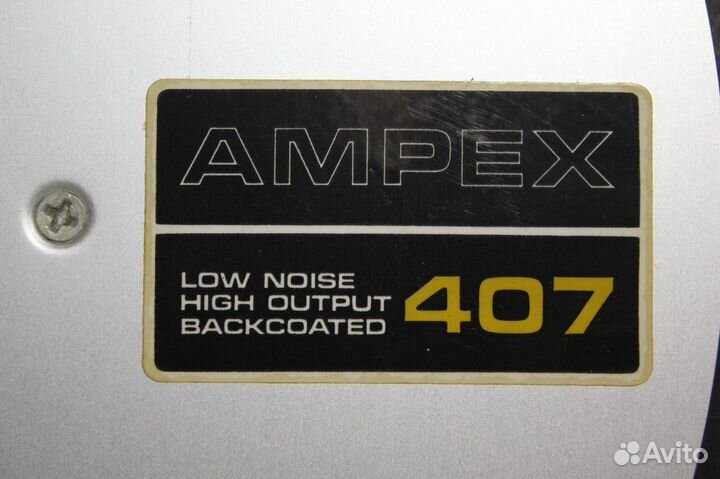 AMPEX
LOW NOISE
HIGH OUTPUT
BACKCOATED
407
Avito